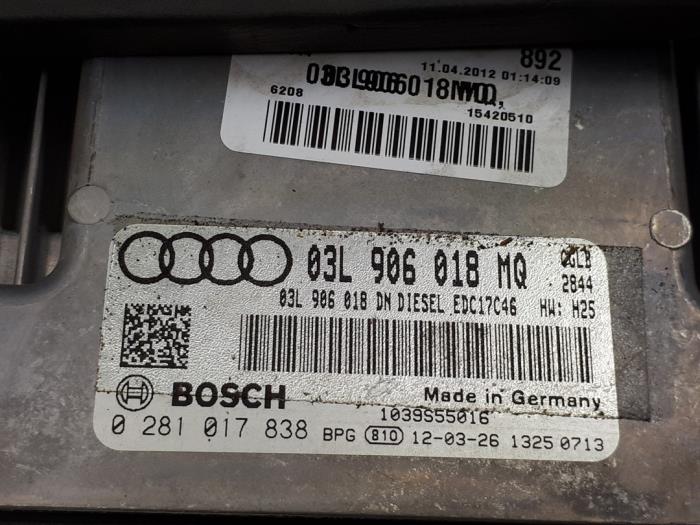 892
11.04.2012 01:14:09
6208
15420510
03L 906 018 MQ
CGLB
2844
03L 906 018 DN DIESEL EDC17C46 HW: H25
BOSCH
Made in Germany
1039S55016
0 281 017 838 BPG 810 12-03-26 1325 0713